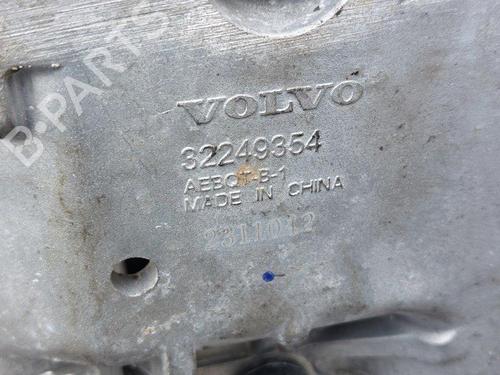 B-PARTS
VOLVO
32249354
AEBOT-B-1
MADE IN CHINA
2311012